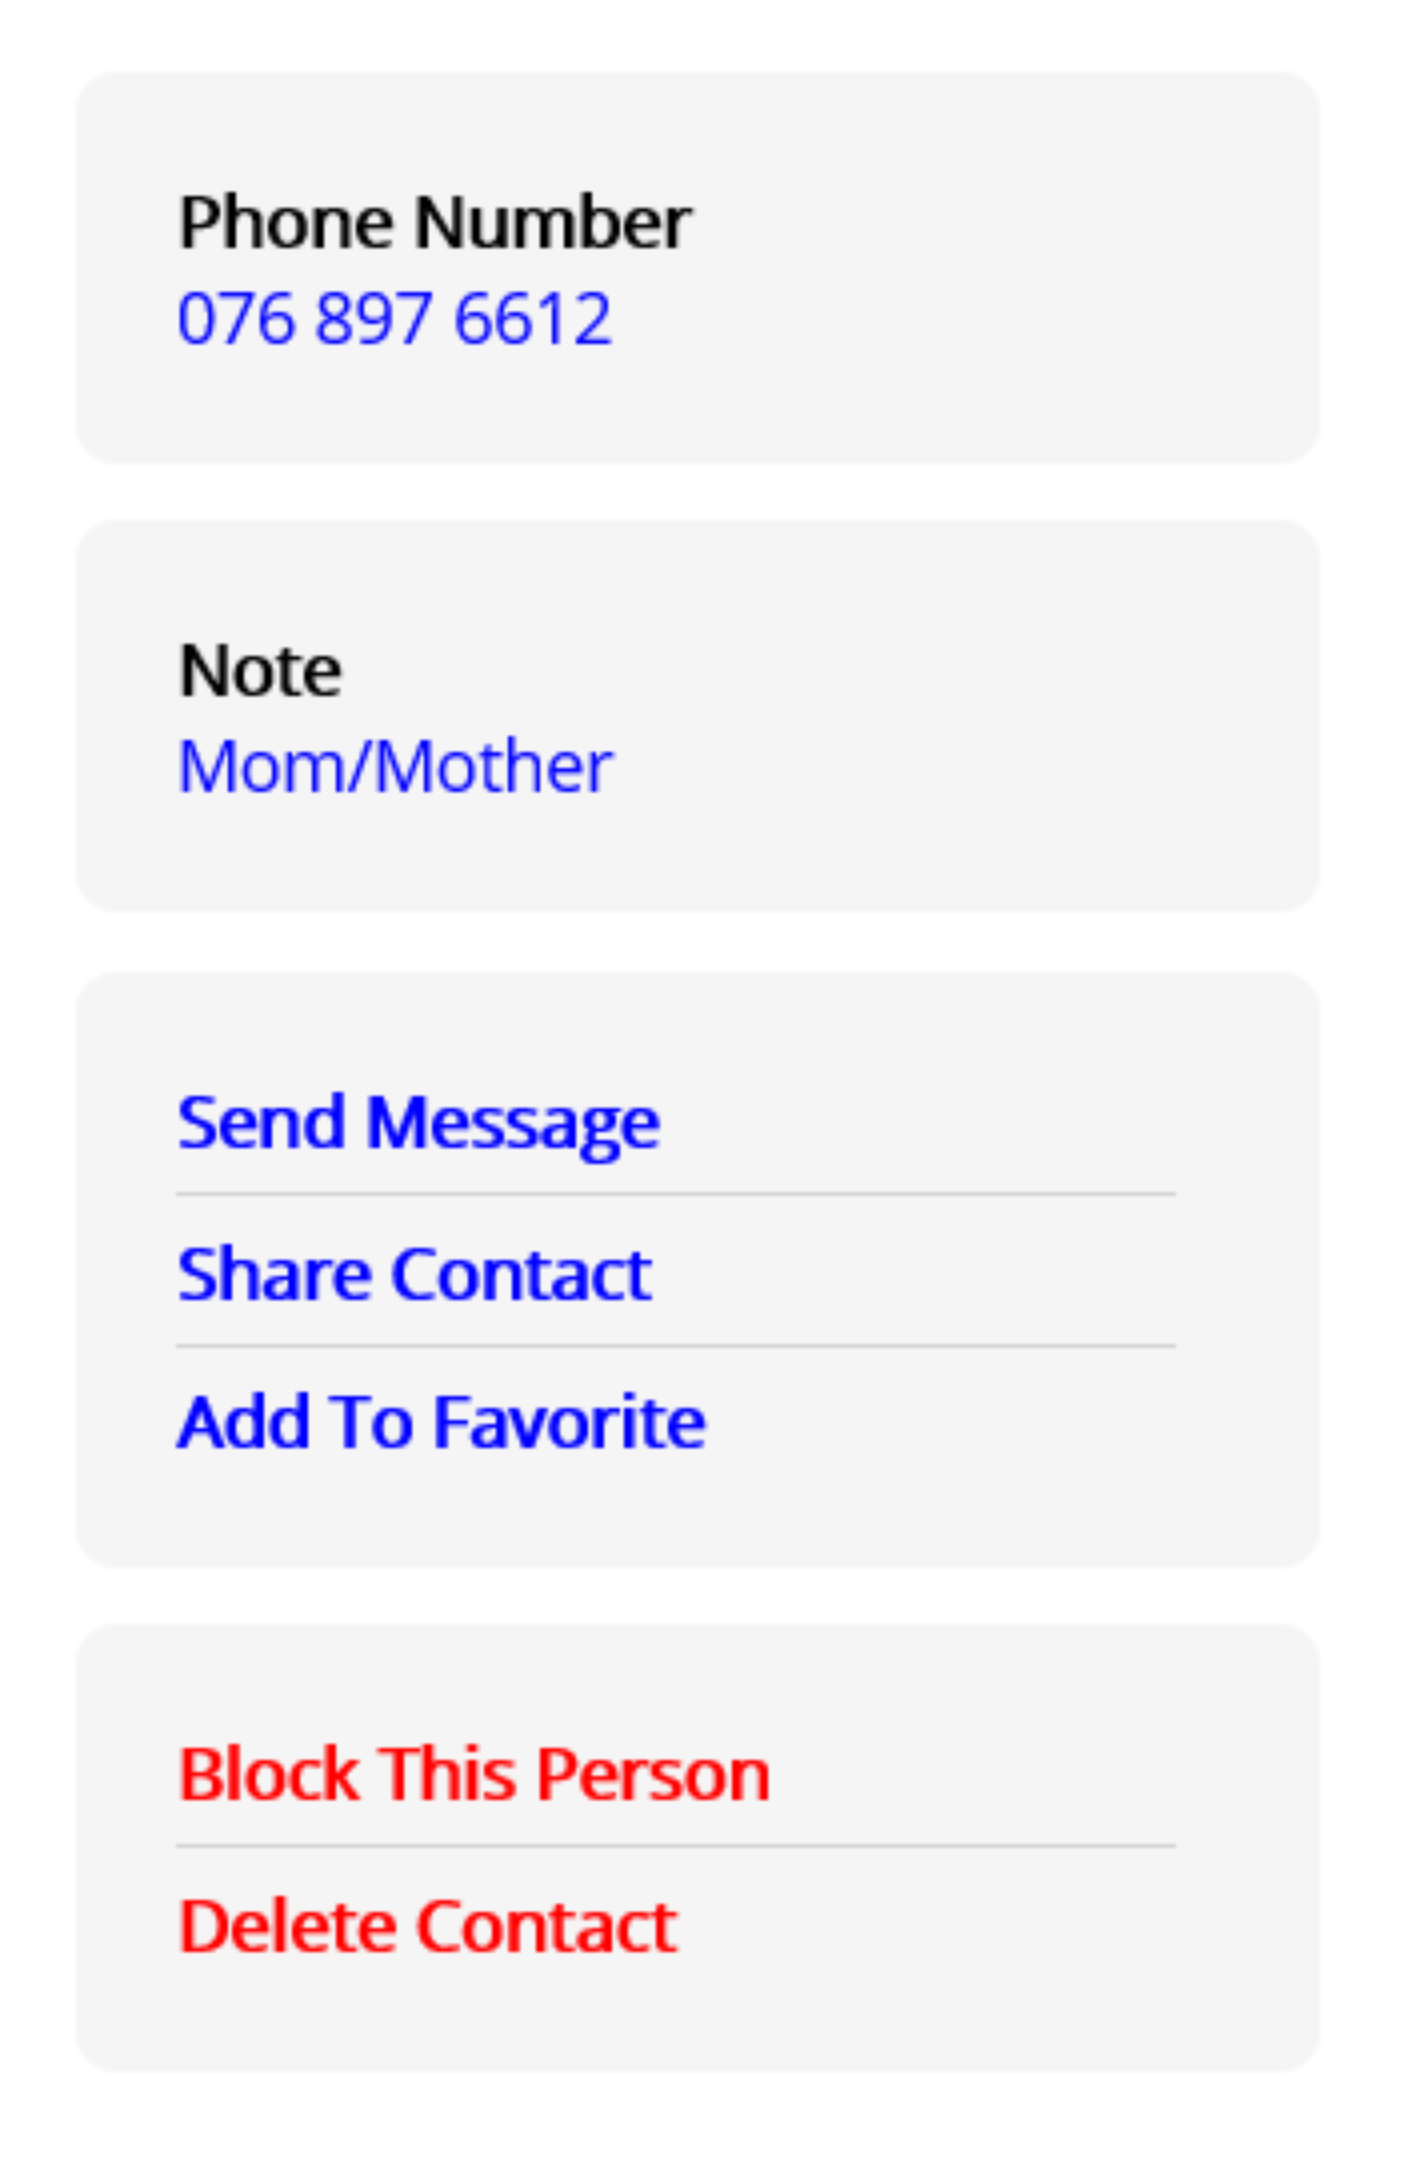 Phone Number
076 897 6612
Note
Mom/Mother
Send Message
Share Contact
Add To Favorite
Block This Person
Delete Contact